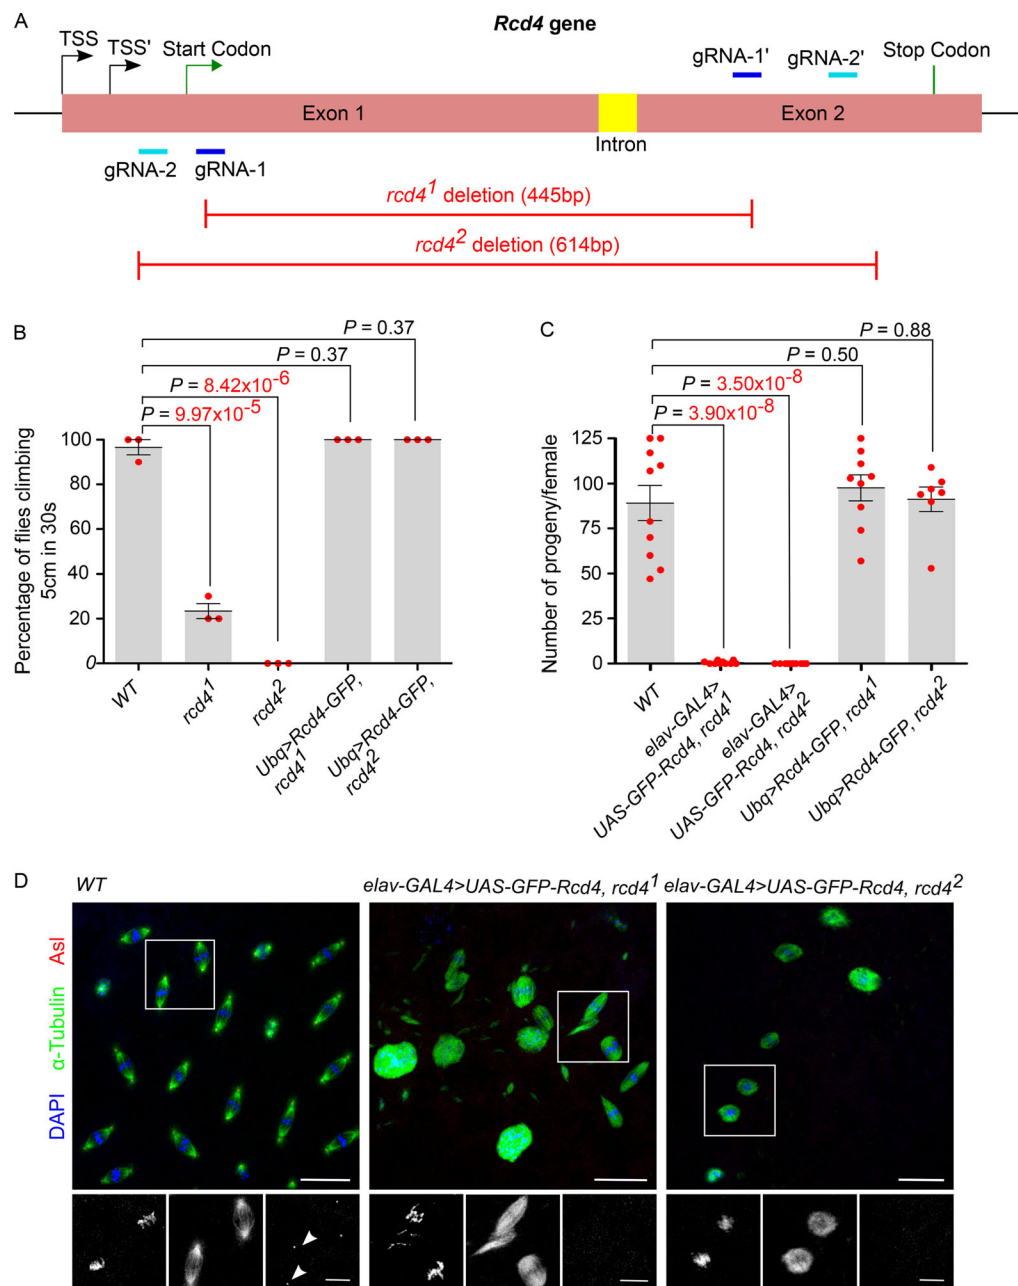 A
Rcd4 gene
TSS
TSS'
Start Codon
gRNA-1'
gRNA-2'
Stop Codon
Exon 1
Exon 2
Intron
gRNA-2
gRNA-1
rcd4¹ deletion (445bp)
rcd4² deletion (614bp)
B
P = 0.37
P = 0.37
P = 8.42x10⁻⁶
P = 9.97x10⁻⁵
Percentage of flies climbing
5cm in 30s
100
80
60
40
20
0
WT
rcd4¹
rcd4²
Ubq>Rcd4-GFP,
rcd4¹
Ubq>Rcd4-GFP,
rcd4²
C
P = 0.88
P = 0.50
P = 3.50x10⁻⁸
P = 3.90x10⁻⁸
Number of progeny/female
125
100
75
50
25
0
WT
elav-GAL4>
UAS-GFP-Rcd4, rcd4¹
elav-GAL4>
UAS-GFP-Rcd4, rcd4²
Ubq>Rcd4-GFP, rcd4¹
Ubq>Rcd4-GFP, rcd4²
D
WT
elav-GAL4>UAS-GFP-Rcd4, rcd4¹
elav-GAL4>UAS-GFP-Rcd4, rcd4²
DAPI α-Tubulin Asl